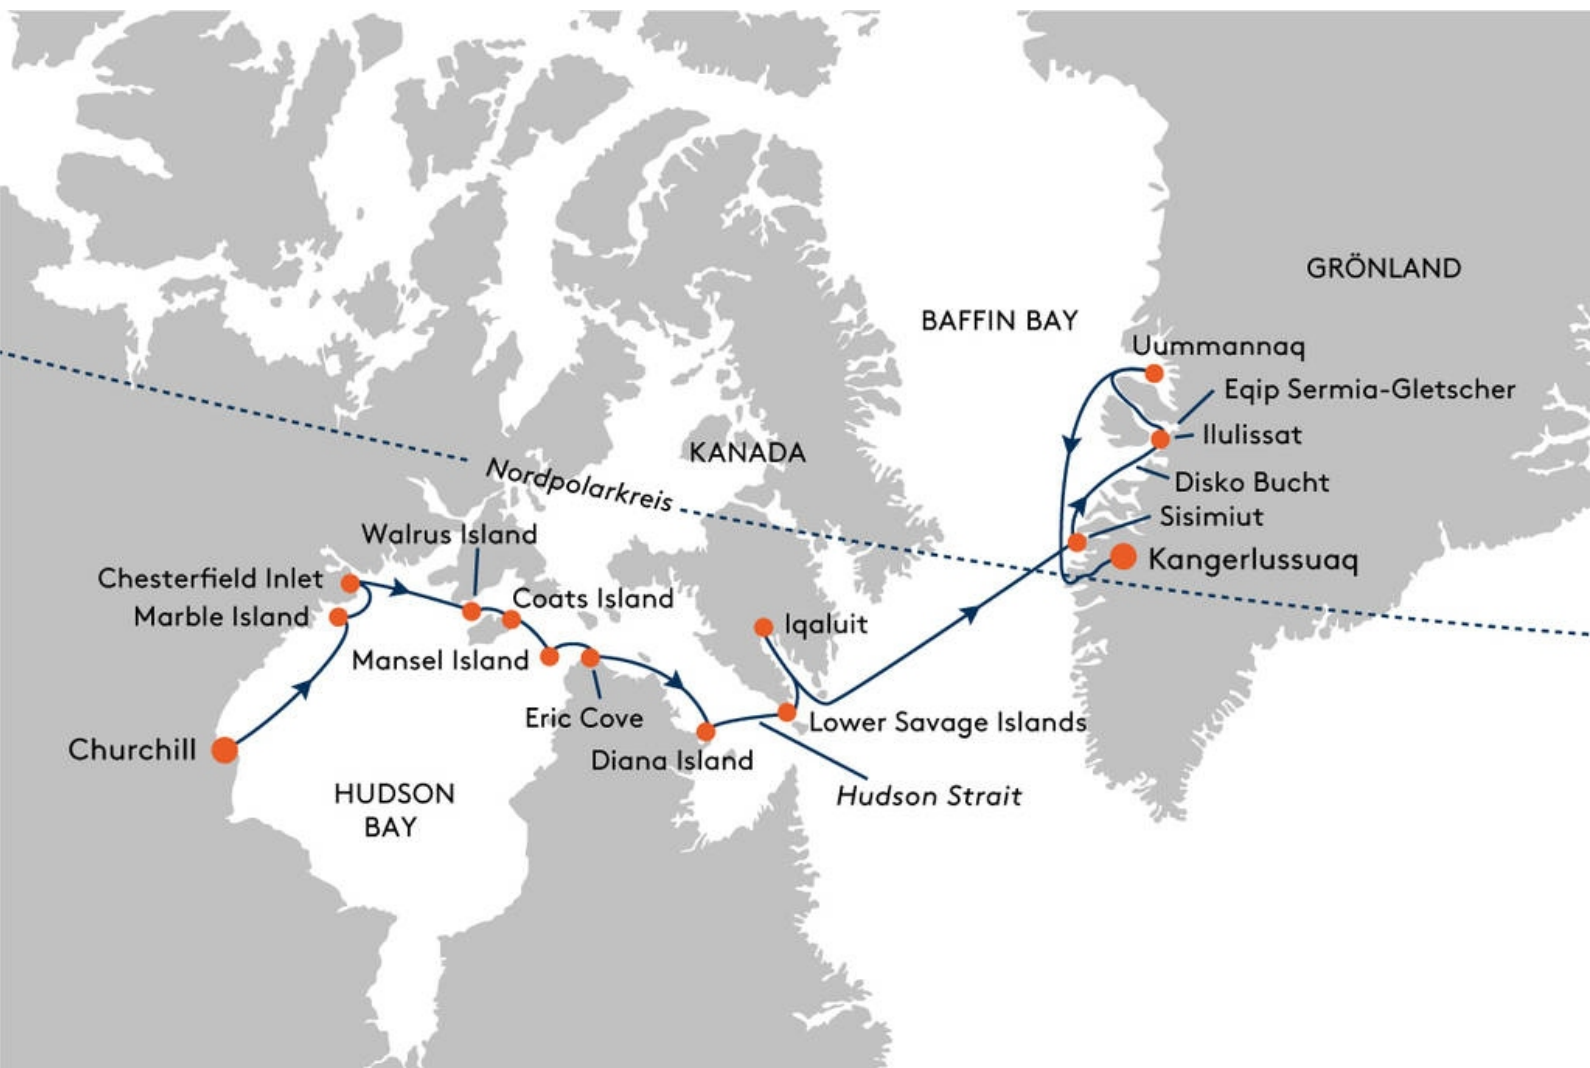 GRÖNLAND
BAFFIN BAY
Uummannaq
Eqip Sermia-Gletscher
Ilulissat
KANADA
Nordpolarkreis
Disko Bucht
Sisimiut
Walrus Island
Kangerlussuaq
Chesterfield Inlet
Coats Island
Marble Island
Iqaluit
Mansel Island
Eric Cove
Lower Savage Islands
Churchill
Diana Island
HUDSON
BAY
Hudson Strait